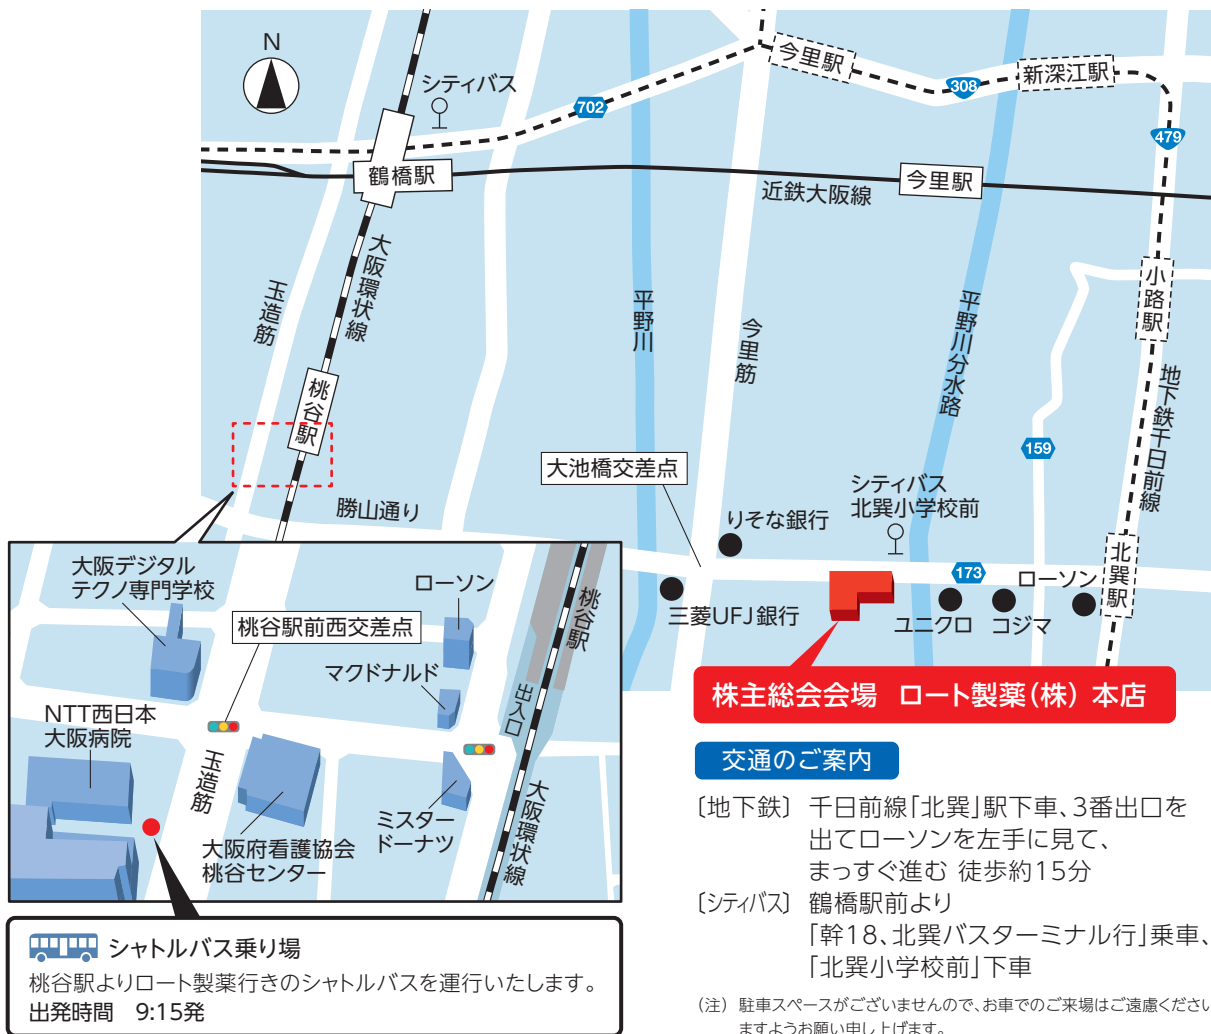 N
シティバス
今里駅
308
新深江駅
702
479
鶴橋駅
近鉄大阪線
今里駅
大阪環状線
玉造筋
平野川
今里筋
平野川分水路
小路駅
地下鉄千日前線
桃谷駅
159
大池橋交差点
シティバス
北巽小学校前
勝山通り
りそな銀行
173
ローソン
北巽駅
三菱UFJ銀行
ユニクロ
コジマ
大阪デジタル
テクノ専門学校
ローソン
桃谷駅
桃谷駅前西交差点
マクドナルド
出入口
NTT西日本
大阪病院
玉造筋
大阪環状線
ミスター
ドーナツ
大阪府看護協会
桃谷センター
シャトルバス乗り場
桃谷駅よりロート製薬行きのシャトルバスを運行いたします。
出発時間 9:15発
株主総会会場 ロート製薬(株) 本店
交通のご案内
〔地下鉄〕 千日前線「北巽」駅下車、3番出口を
出てローソンを左手に見て、
まっすぐ進む 徒歩約15分
〔シティバス〕 鶴橋駅前より
「幹18、北巽バスターミナル行」乗車、
「北巽小学校前」下車
(注) 駐車スペースがございませんので、お車でのご来場はご遠慮ください
ますようお願い申し上げます。